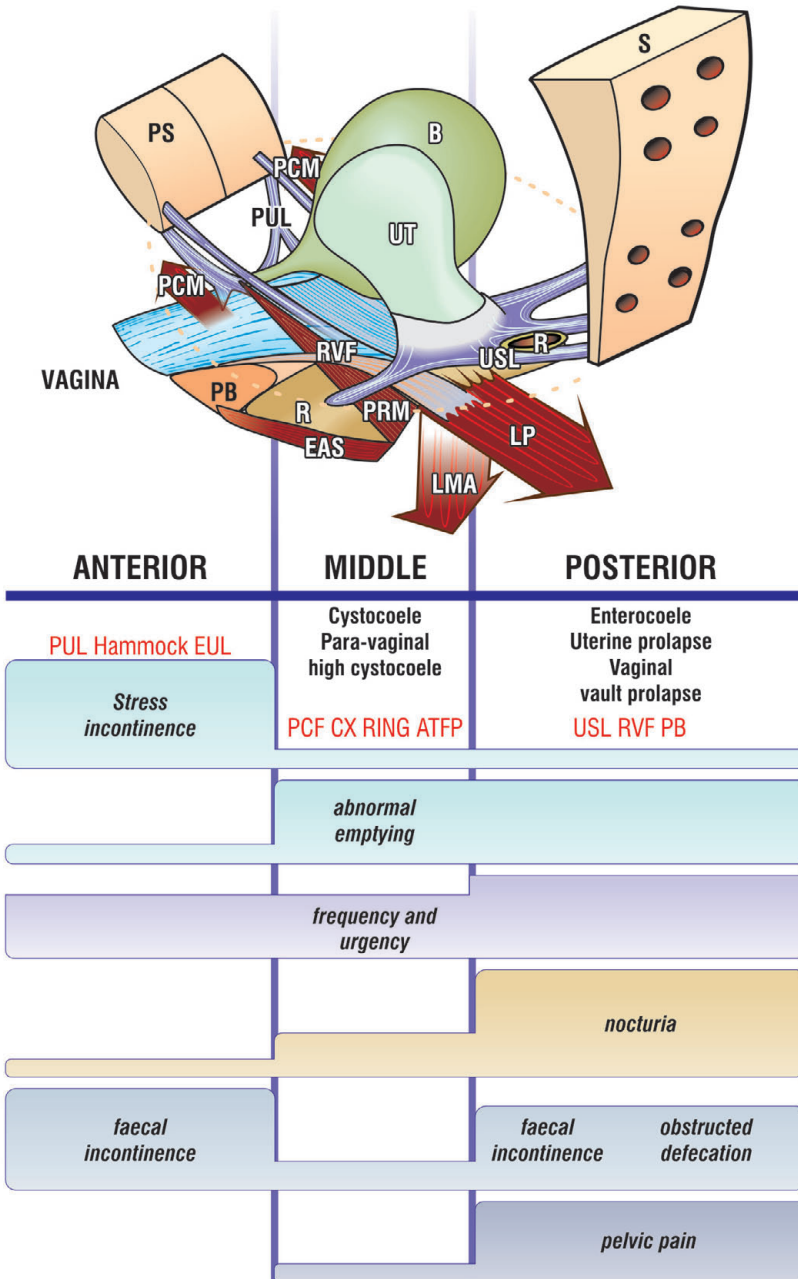 S
PS
B
PCM
PUL
UT
PCM
RVF
R
USL
VAGINA
PB
R
PRM
EAS
LP
LMA
ANTERIOR
MIDDLE
POSTERIOR
PUL Hammock EUL
Cystocoele
Para-vaginal
high cystocoele
Enterocoele
Uterine prolapse
Vaginal
vault prolapse
Stress
incontinence
PCF CX RING ATFP
USL RVF PB
abnormal
emptying
frequency and
urgency
nocturia
faecal
incontinence
faecal
incontinence
obstructed
defecation
pelvic pain